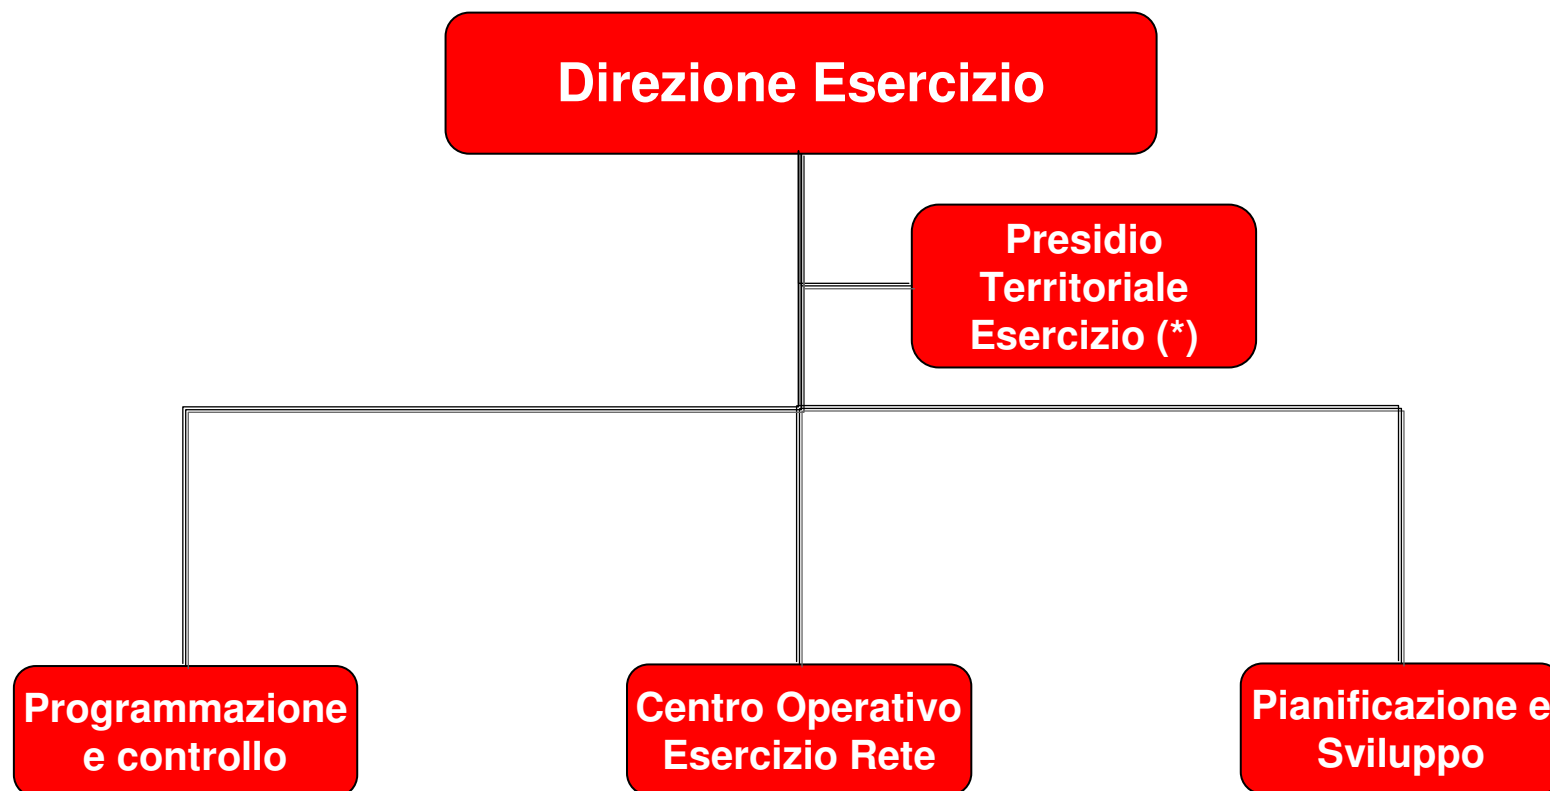 Direzione Esercizio
Presidio
Territoriale
Esercizio (*)
Programmazione
e controllo
Centro Operativo
Esercizio Rete
Pianificazione e
Sviluppo